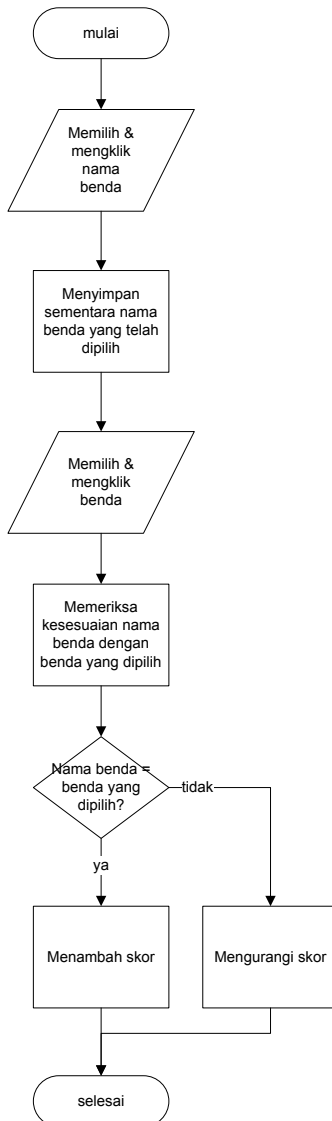 mulai
Memilih &
mengklik
nama
benda
Menyimpan
sementara nama
benda yang telah
dipilih
Memilih &
mengklik
benda
Memeriksa
kesesuaian nama
benda dengan
benda yang dipilih
Nama benda =
benda yang
dipilih?
tidak
ya
Menambah skor
Mengurangi skor
selesai